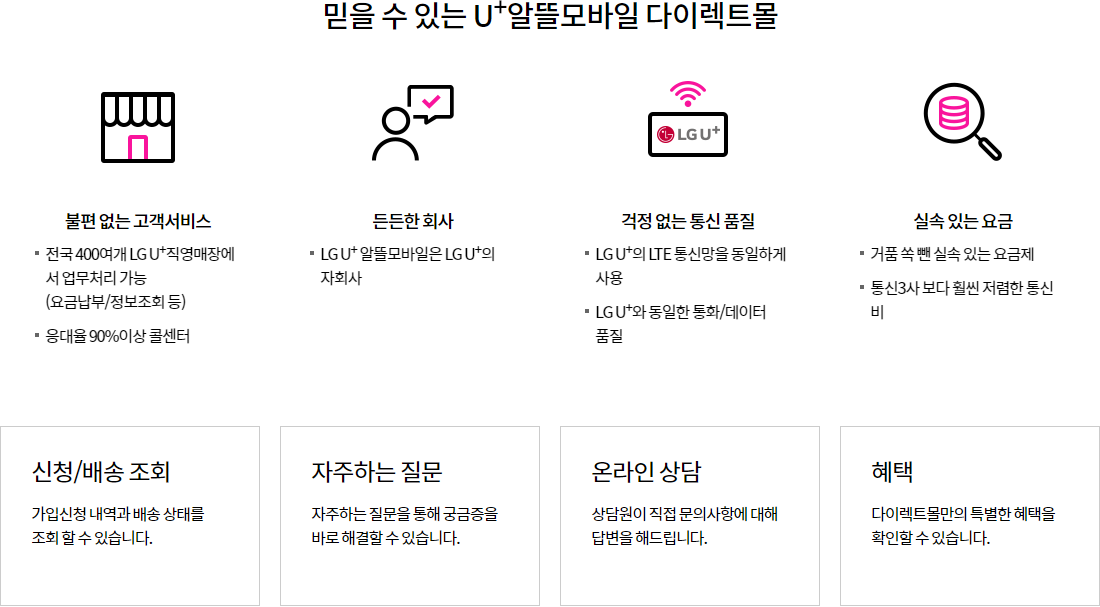 믿을 수 있는 U+알뜰모바일 다이렉트몰
LG U+
불편 없는 고객서비스
전국 400여개 LG U+직영매장에
서 업무처리 가능
(요금납부/정보조회 등)
응대율 90%이상 콜센터
든든한 회사
LG U+ 알뜰모바일은 LG U+의
자회사
걱정 없는 통신 품질
LG U+의 LTE 통신망을 동일하게
사용
LG U+와 동일한 통화/데이터
품질
실속 있는 요금
거품 쏙 뺀 실속 있는 요금제
통신3사 보다 훨씬 저렴한 통신
비
신청/배송 조회
가입신청 내역과 배송 상태를
조회 할 수 있습니다.
자주하는 질문
자주하는 질문을 통해 궁금증을
바로 해결할 수 있습니다.
온라인 상담
상담원이 직접 문의사항에 대해
답변을 해드립니다.
혜택
다이렉트몰만의 특별한 혜택을
확인할 수 있습니다.